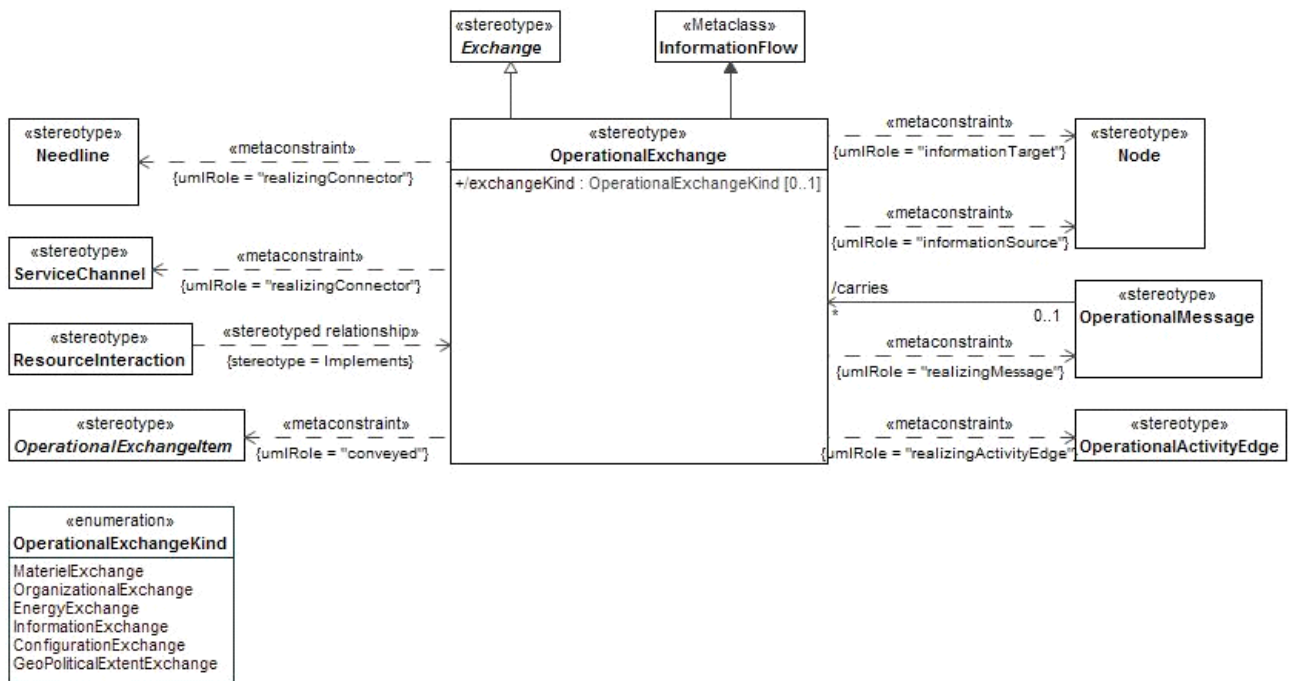 «stereotype»
Exchange
«Metaclass»
InformationFlow
«stereotype»
Needline
«metaconstraint»
{umlRole = "realizingConnector"}
«stereotype»
OperationalExchange
+/exchangeKind : OperationalExchangeKind [0..1]
«metaconstraint»
{umlRole = "informationTarget"}
«stereotype»
Node
«metaconstraint»
{umlRole = "informationSource"}
«stereotype»
ServiceChannel
«metaconstraint»
{umlRole = "realizingConnector"}
/carries
*
0..1
«stereotype»
OperationalMessage
«stereotype»
ResourceInteraction
«stereotyped relationship»
{stereotype = Implements}
«metaconstraint»
{umlRole = "realizingMessage"}
«stereotype»
OperationalExchangeItem
«metaconstraint»
{umlRole = "conveyed"}
«metaconstraint»
{umlRole = "realizingActivityEdge"}
«stereotype»
OperationalActivityEdge
«enumeration»
OperationalExchangeKind
MaterielExchange
OrganizationalExchange
EnergyExchange
InformationExchange
ConfigurationExchange
GeoPoliticalExtentExchange